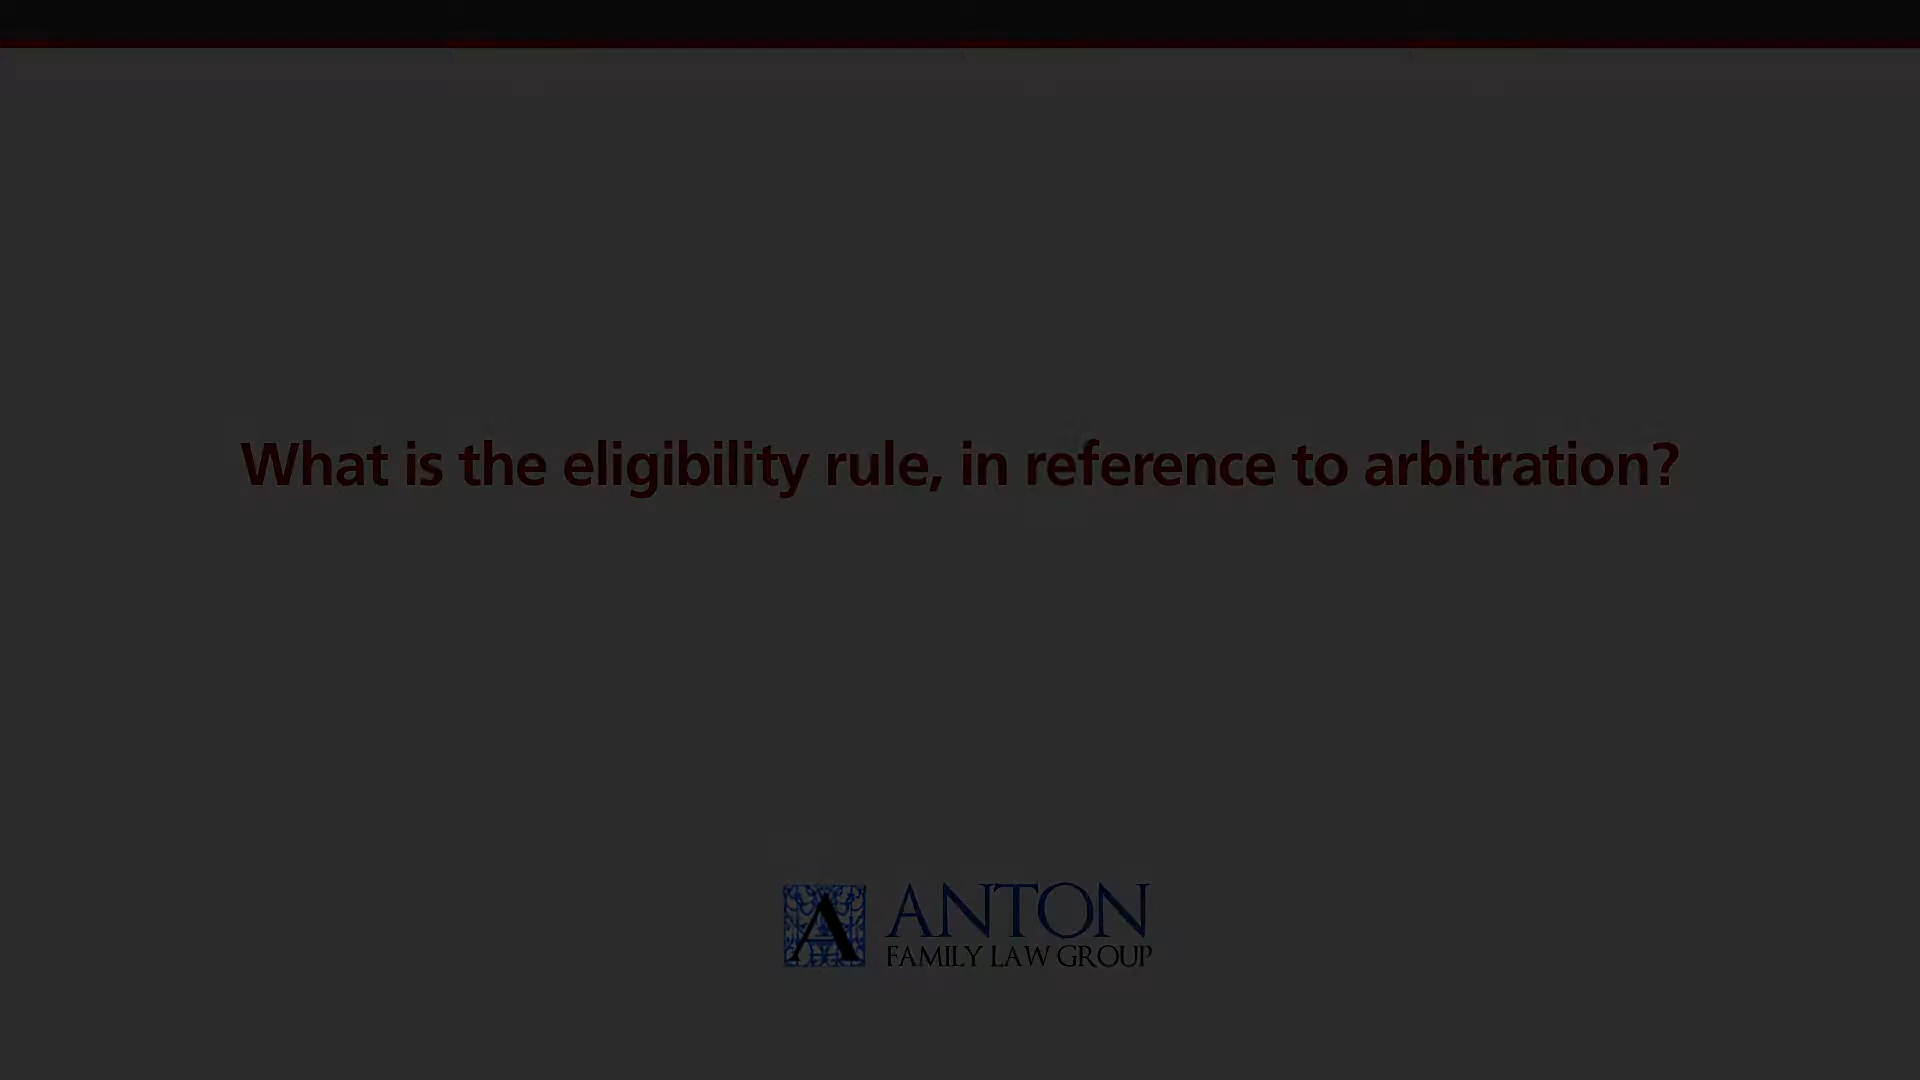 What is the eligibility rule, in reference to arbitration?
A ANTON
FAMILY LAW GROUP